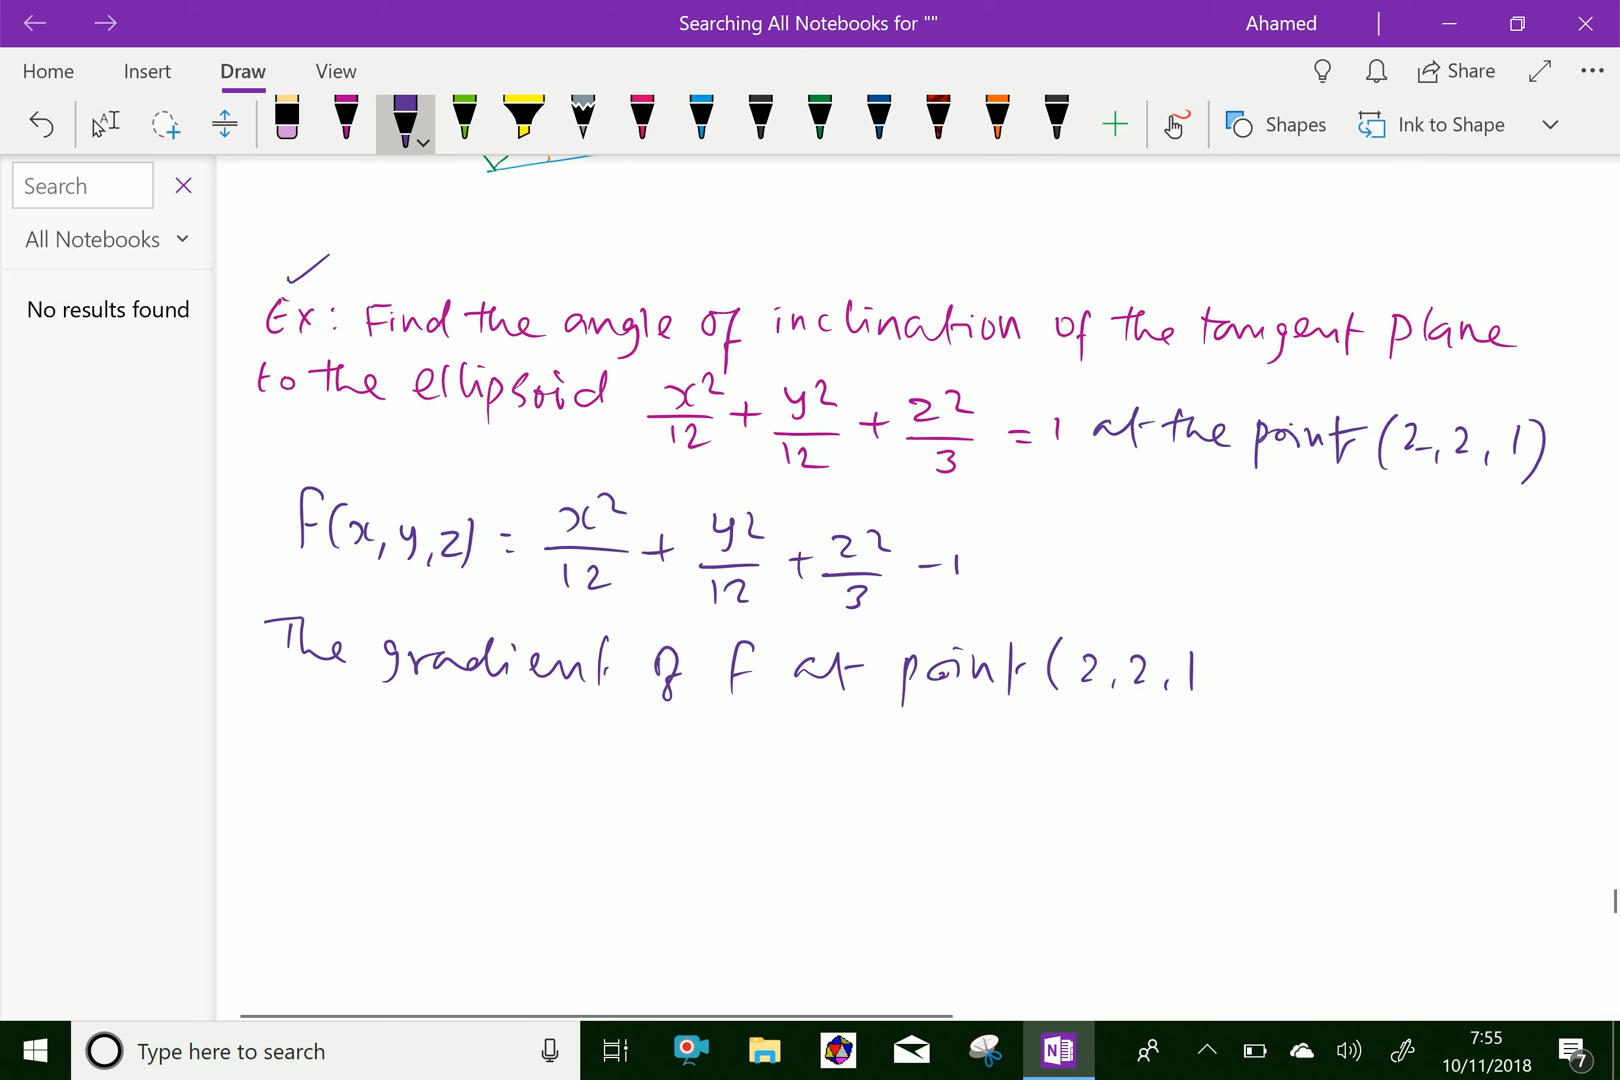 Searching All Notebooks for ""
Ahamed
Home Insert Draw View
Share
Shapes
Ink to Shape
Search
All Notebooks
No results found
Ex: Find the angle of inclination of the tangent plane
to the ellipsoid x²/12 + y²/12 + z²/3 = 1 at the point (2, 2, 1)
F(x, y, z) = x²/12 + y²/12 + z²/3 - 1
The gradient of F at point (2, 2, 1
Type here to search
N
7:55
10/11/2018
7